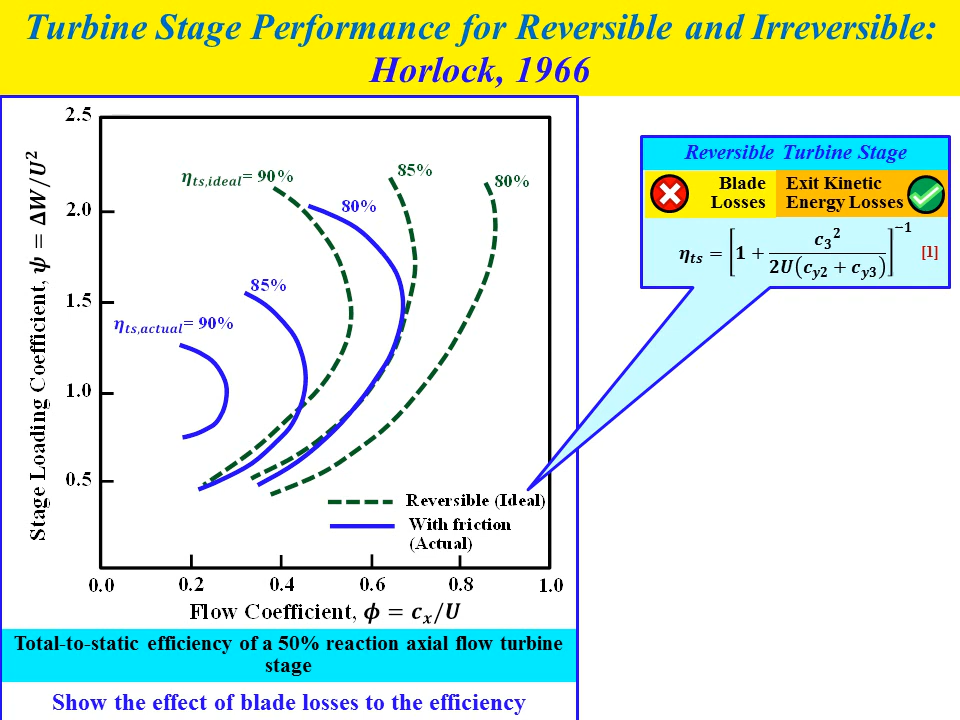 Turbine Stage Performance for Reversible and Irreversible:
Horlock, 1966
2.5
2.0
1.5
1.0
0.5
0.0
0.2
0.4
0.6
0.8
1.0
Stage Loading Coefficient, ψ = ΔW/U²
Flow Coefficient, ϕ = cₓ/U
η_ts,ideal = 90%
85%
80%
80%
85%
η_ts,actual = 90%
Reversible (Ideal)
With friction
(Actual)
Total-to-static efficiency of a 50% reaction axial flow turbine
stage
Show the effect of blade losses to the efficiency
Reversible Turbine Stage
Blade
Losses
Exit Kinetic
Energy Losses
η_ts = [1 + c₃² / 2U(c_y2 + c_y3)]⁻¹ [1]